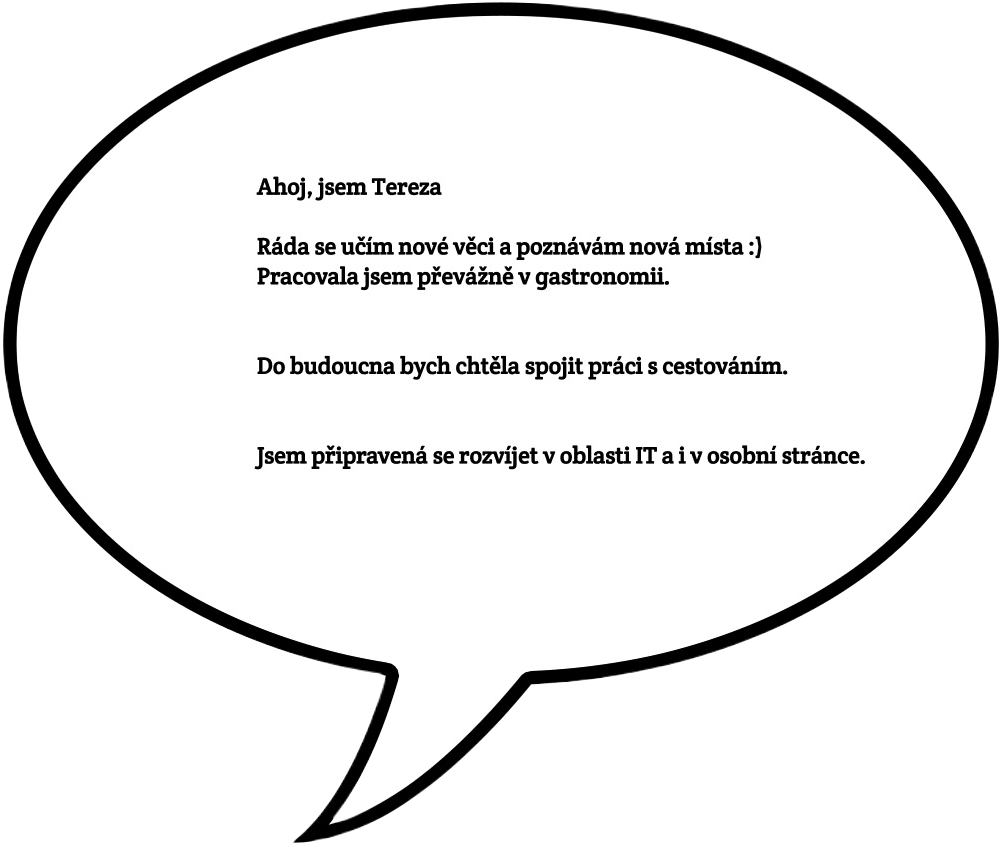 Ahoj, jsem Tereza
Ráda se učím nové věci a poznávám nová místa :)
Pracovala jsem převážně v gastronomii.
Do budoucna bych chtěla spojit práci s cestováním.
Jsem připravená se rozvíjet v oblasti IT a i v osobní stránce.